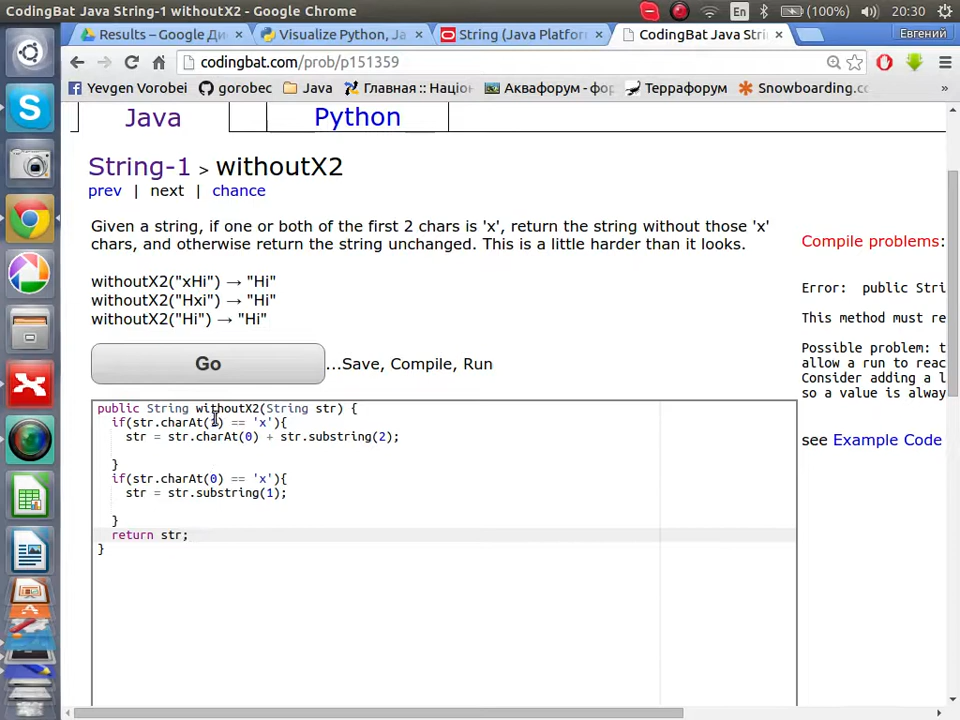 CodingBat Java String-1 withoutX2 - Google Chrome
En (100%) 20:30
Results – Google Ди
Visualize Python, Ja
String (Java Platfor
CodingBat Java Stri
Евгений
codingbat.com/prob/p151359
Yevgen Vorobei
gorobec
Java
Главная :: Націо
Аквафорум - фор
Террафорум
Snowboarding.cc
»
Java
Python
String-1 > withoutX2
prev | next | chance
Given a string, if one or both of the first 2 chars is 'x', return the string without those 'x'
chars, and otherwise return the string unchanged. This is a little harder than it looks.
withoutX2("xHi") → "Hi"
withoutX2("Hxi") → "Hi"
withoutX2("Hi") → "Hi"
Go
...Save, Compile, Run
public String withoutX2(String str) {
if(str.charAt(1) == 'x'){
str = str.charAt(0) + str.substring(2);
}
if(str.charAt(0) == 'x'){
str = str.substring(1);
}
return str;
}
Compile problems:
Error: public Stri
This method must re
Possible problem: t
allow a run to reac
Consider adding a l
so a value is alway
see Example Code